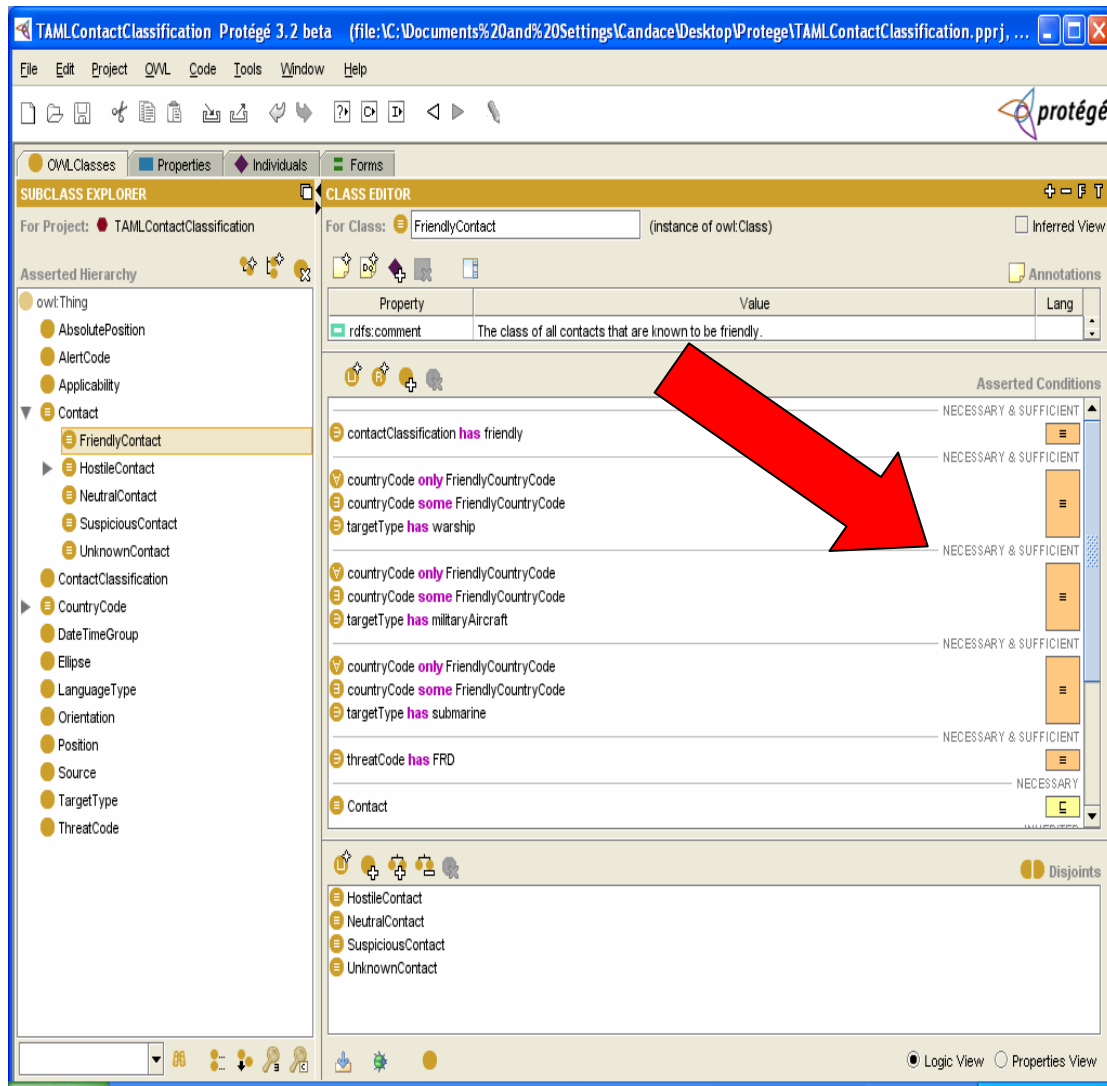 TAMLContactClassification Protégé 3.2 beta (file:\C:\Documents%20and%20Settings\Candace\Desktop\Protege\TAMLContactClassification.pprj, ...
File Edit Project OWL Code Tools Window Help
protégé
OWLClasses Properties Individuals Forms
SUBCLASS EXPLORER
For Project: TAMLContactClassification
Asserted Hierarchy
owl:Thing
AbsolutePosition
AlertCode
Applicability
Contact
FriendlyContact
HostileContact
NeutralContact
SuspiciousContact
UnknownContact
ContactClassification
CountryCode
DateTimeGroup
Ellipse
LanguageType
Orientation
Position
Source
TargetType
ThreatCode
CLASS EDITOR
F T
For Class: FriendlyContact (instance of owl:Class) Inferred View
Annotations
Property Value Lang
rdfs:comment The class of all contacts that are known to be friendly.
Asserted Conditions
NECESSARY & SUFFICIENT
contactClassification has friendly
NECESSARY & SUFFICIENT
countryCode only FriendlyCountryCode
countryCode some FriendlyCountryCode
targetType has warship
NECESSARY & SUFFICIENT
countryCode only FriendlyCountryCode
countryCode some FriendlyCountryCode
targetType has militaryAircraft
NECESSARY & SUFFICIENT
countryCode only FriendlyCountryCode
countryCode some FriendlyCountryCode
targetType has submarine
NECESSARY & SUFFICIENT
threatCode has FRD
NECESSARY
Contact
INHERITED
Disjoints
HostileContact
NeutralContact
SuspiciousContact
UnknownContact
Logic View Properties View